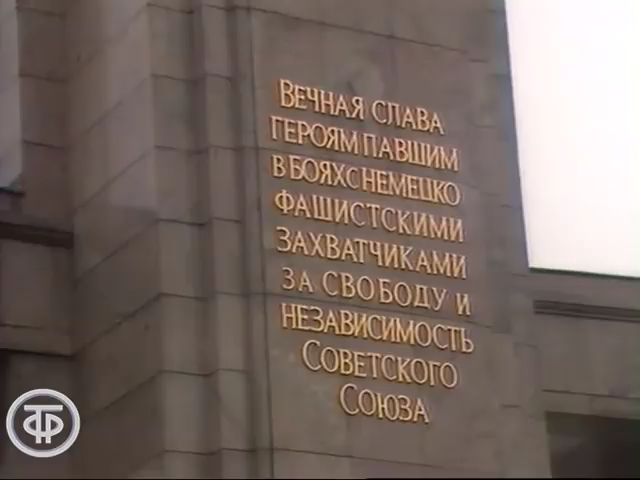 ВЕЧНАЯ СЛАВА
ГЕРОЯМ ПАВШИМ
В БОЯХ С НЕМЕЦКО
ФАШИСТСКИМИ
ЗАХВАТЧИКАМИ
ЗА СВОБОДУ И
НЕЗАВИСИМОСТЬ
СОВЕТСКОГО
СОЮЗА